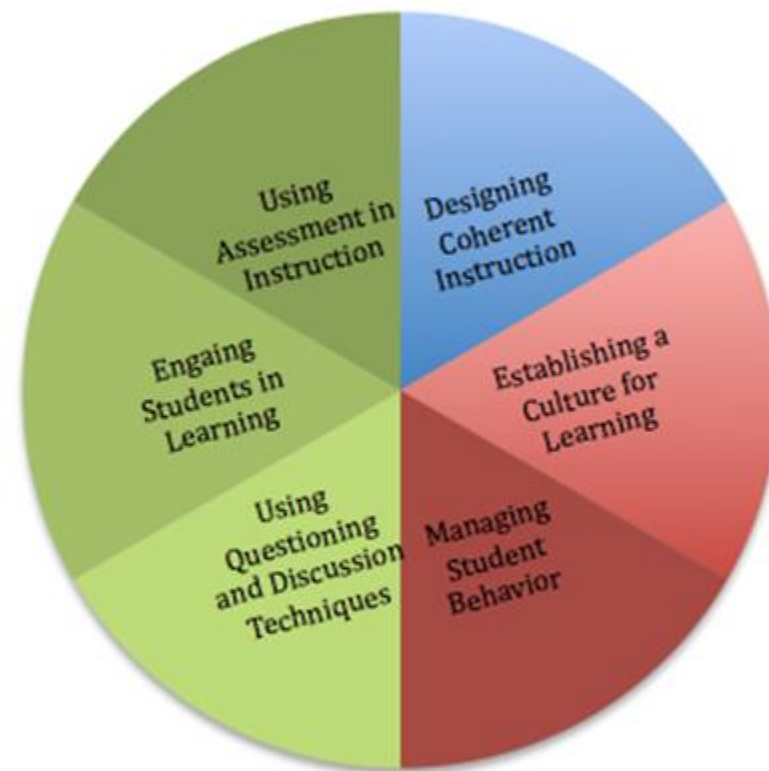 Designing
Coherent
Instruction
Establishing a
Culture for
Learning
Managing
Student
Behavior
Using
Questioning
and Discussion
Techniques
Engaing
Students in
Learning
Using
Assessment in
Instruction